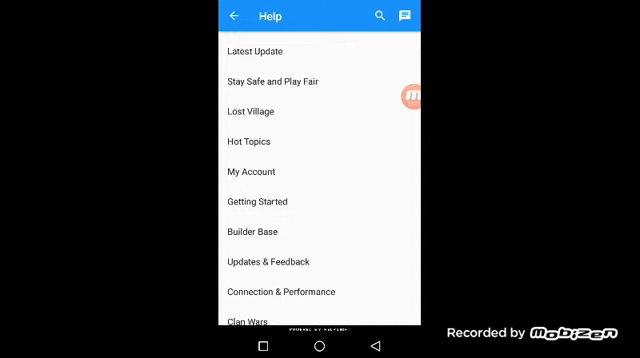 Help
Latest Update
Stay Safe and Play Fair
Lost Village
Hot Topics
My Account
Getting Started
Builder Base
Updates & Feedback
Connection & Performance
Clan Wars
Recorded by Mobizen